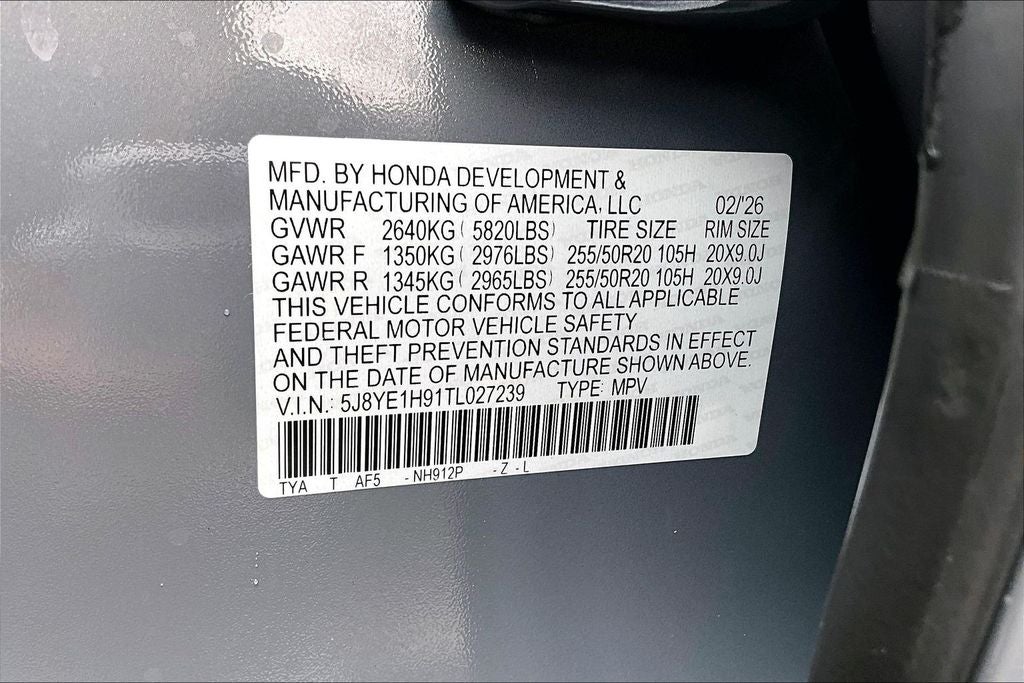 MFD. BY HONDA DEVELOPMENT &
MANUFACTURING OF AMERICA, LLC 02/'26
GVWR 2640KG ( 5820LBS) TIRE SIZE RIM SIZE
GAWR F 1350KG ( 2976LBS) 255/50R20 105H 20X9.0J
GAWR R 1345KG ( 2965LBS) 255/50R20 105H 20X9.0J
THIS VEHICLE CONFORMS TO ALL APPLICABLE
FEDERAL MOTOR VEHICLE SAFETY
AND THEFT PREVENTION STANDARDS IN EFFECT
ON THE DATE OF MANUFACTURE SHOWN ABOVE.
V.I.N.: 5J8YE1H91TL027239 TYPE: MPV
TYA T AF5 - NH912P - Z - L